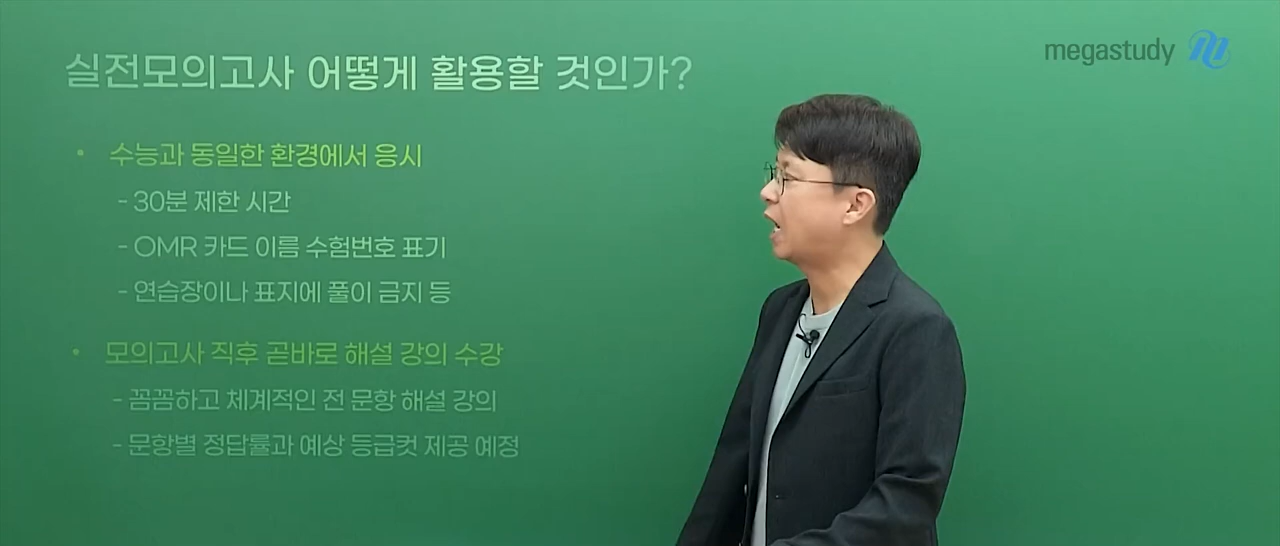 megastudy
실전모의고사 어떻게 활용할 것인가?
• 수능과 동일한 환경에서 응시
- 30분 제한 시간
- OMR 카드 이름 수험번호 표기
- 연습장이나 표지에 풀이 금지 등
• 모의고사 직후 곧바로 해설 강의 수강
- 꼼꼼하고 체계적인 전 문항 해설 강의
- 문항별 정답률과 예상 등급컷 제공 예정